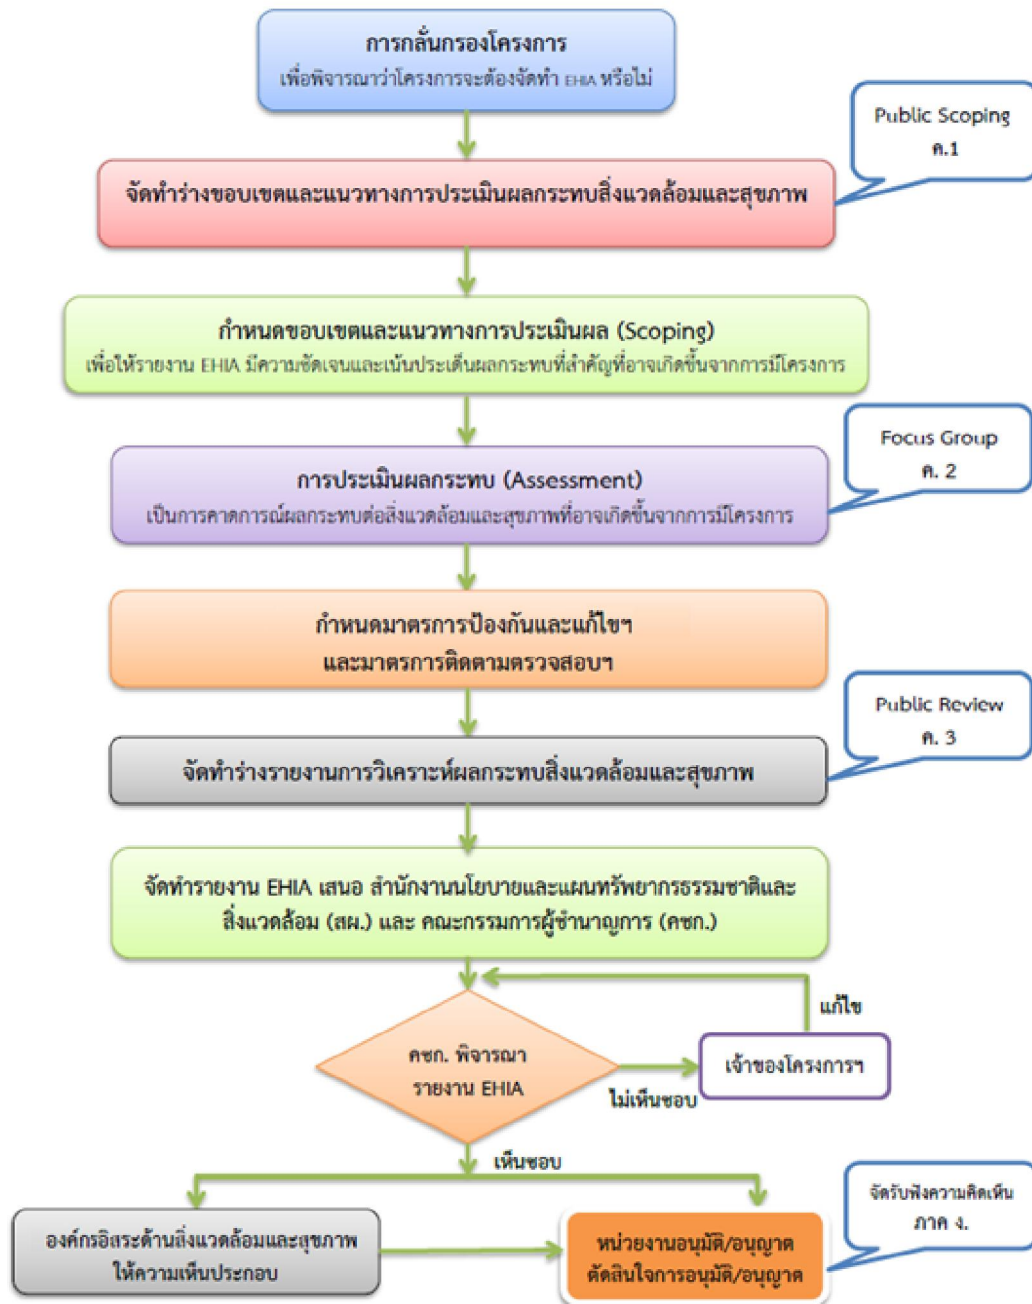 การกลั่นกรองโครงการ
เพื่อพิจารณาว่าโครงการจะต้องจัดทำ EHIA หรือไม่
Public Scoping
ค.1
จัดทำร่างขอบเขตและแนวทางการประเมินผลกระทบสิ่งแวดล้อมและสุขภาพ
กำหนดขอบเขตและแนวทางการประเมินผล (Scoping)
เพื่อให้รายงาน EHIA มีความชัดเจนและเน้นประเด็นผลกระทบที่สำคัญที่อาจเกิดขึ้นจากการมีโครงการ
Focus Group
ค. 2
การประเมินผลกระทบ (Assessment)
เป็นการคาดการณ์ผลกระทบต่อสิ่งแวดล้อมและสุขภาพที่อาจเกิดขึ้นจากการมีโครงการ
กำหนดมาตรการป้องกันและแก้ไขฯ
และมาตรการติดตามตรวจสอบฯ
Public Review
ค. 3
จัดทำร่างรายงานการวิเคราะห์ผลกระทบสิ่งแวดล้อมและสุขภาพ
จัดทำรายงาน EHIA เสนอ สำนักงานนโยบายและแผนทรัพยากรธรรมชาติและ
สิ่งแวดล้อม (สผ.) และ คณะกรรมการผู้ชำนาญการ (คชก.)
แก้ไข
คชก. พิจารณา
รายงาน EHIA
เจ้าของโครงการฯ
ไม่เห็นชอบ
เห็นชอบ
จัดรับฟังความคิดเห็น
ภาค ง.
องค์กรอิสระด้านสิ่งแวดล้อมและสุขภาพ
ให้ความเห็นประกอบ
หน่วยงานอนุมัติ/อนุญาต
ตัดสินใจการอนุมัติ/อนุญาต